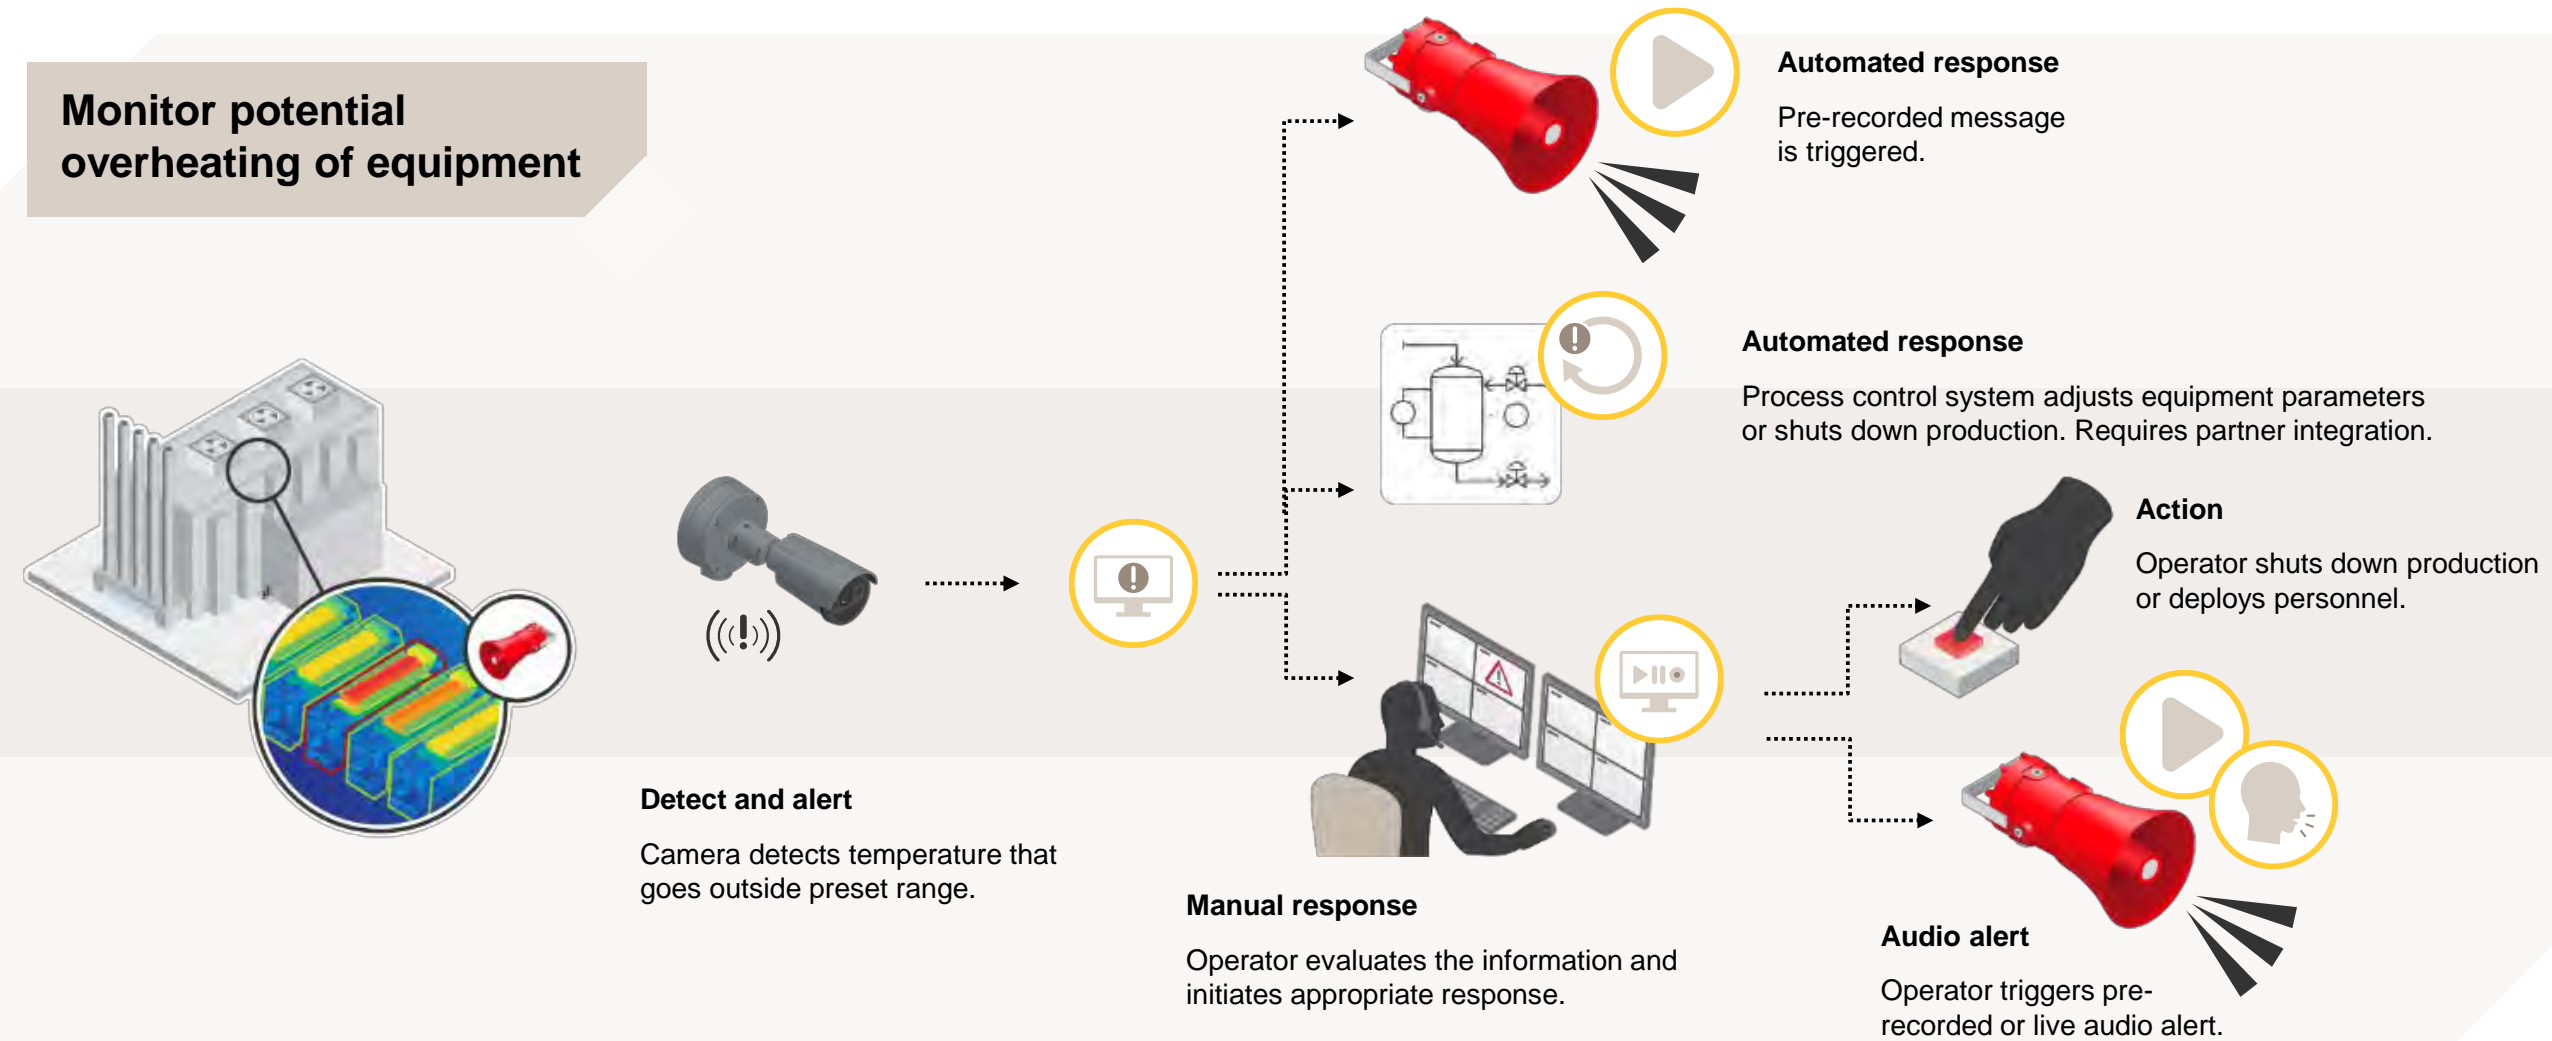 Monitor potential
overheating of equipment
Automated response
Pre-recorded message
is triggered.
Automated response
Process control system adjusts equipment parameters
or shuts down production. Requires partner integration.
Action
Operator shuts down production
or deploys personnel.
Detect and alert
Camera detects temperature that
goes outside preset range.
Manual response
Operator evaluates the information and
initiates appropriate response.
Audio alert
Operator triggers pre-
recorded or live audio alert.